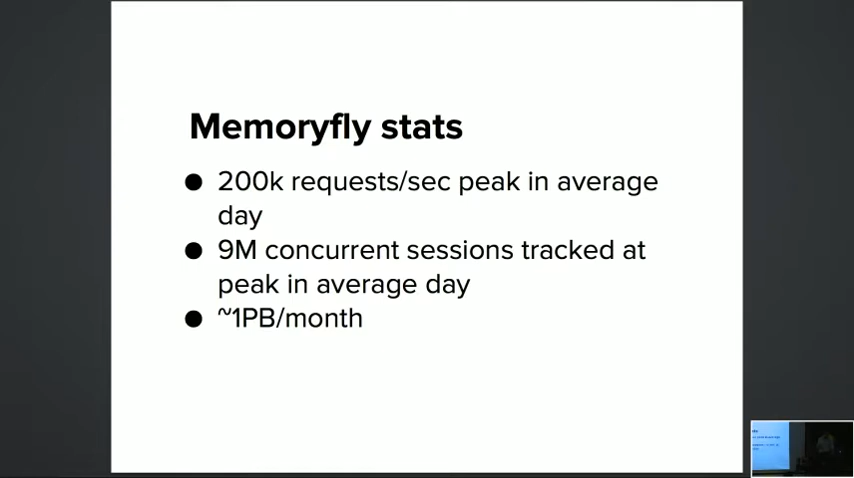 Memoryfly stats
● 200k requests/sec peak in average
day
● 9M concurrent sessions tracked at
peak in average day
● ~1PB/month